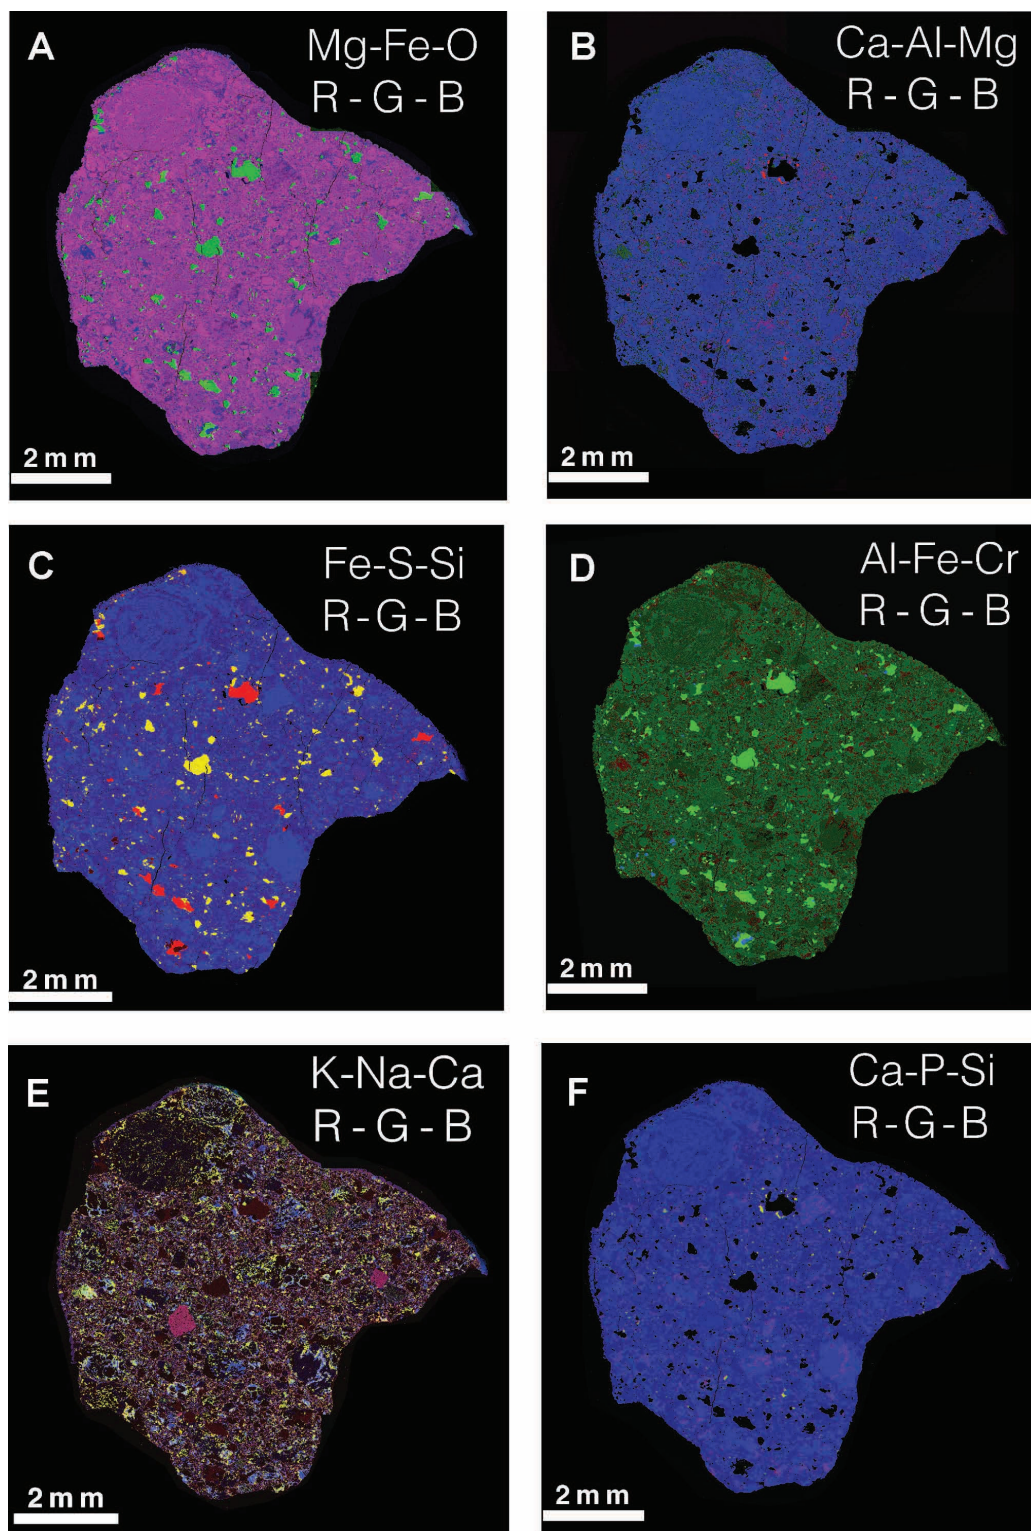 A
Mg-Fe-O
R - G - B
2 mm
B
Ca-Al-Mg
R - G - B
2 mm
C
Fe-S-Si
R - G - B
2 mm
D
Al-Fe-Cr
R - G - B
2 mm
E
K-Na-Ca
R - G - B
2 mm
F
Ca-P-Si
R-G-B
2 mm